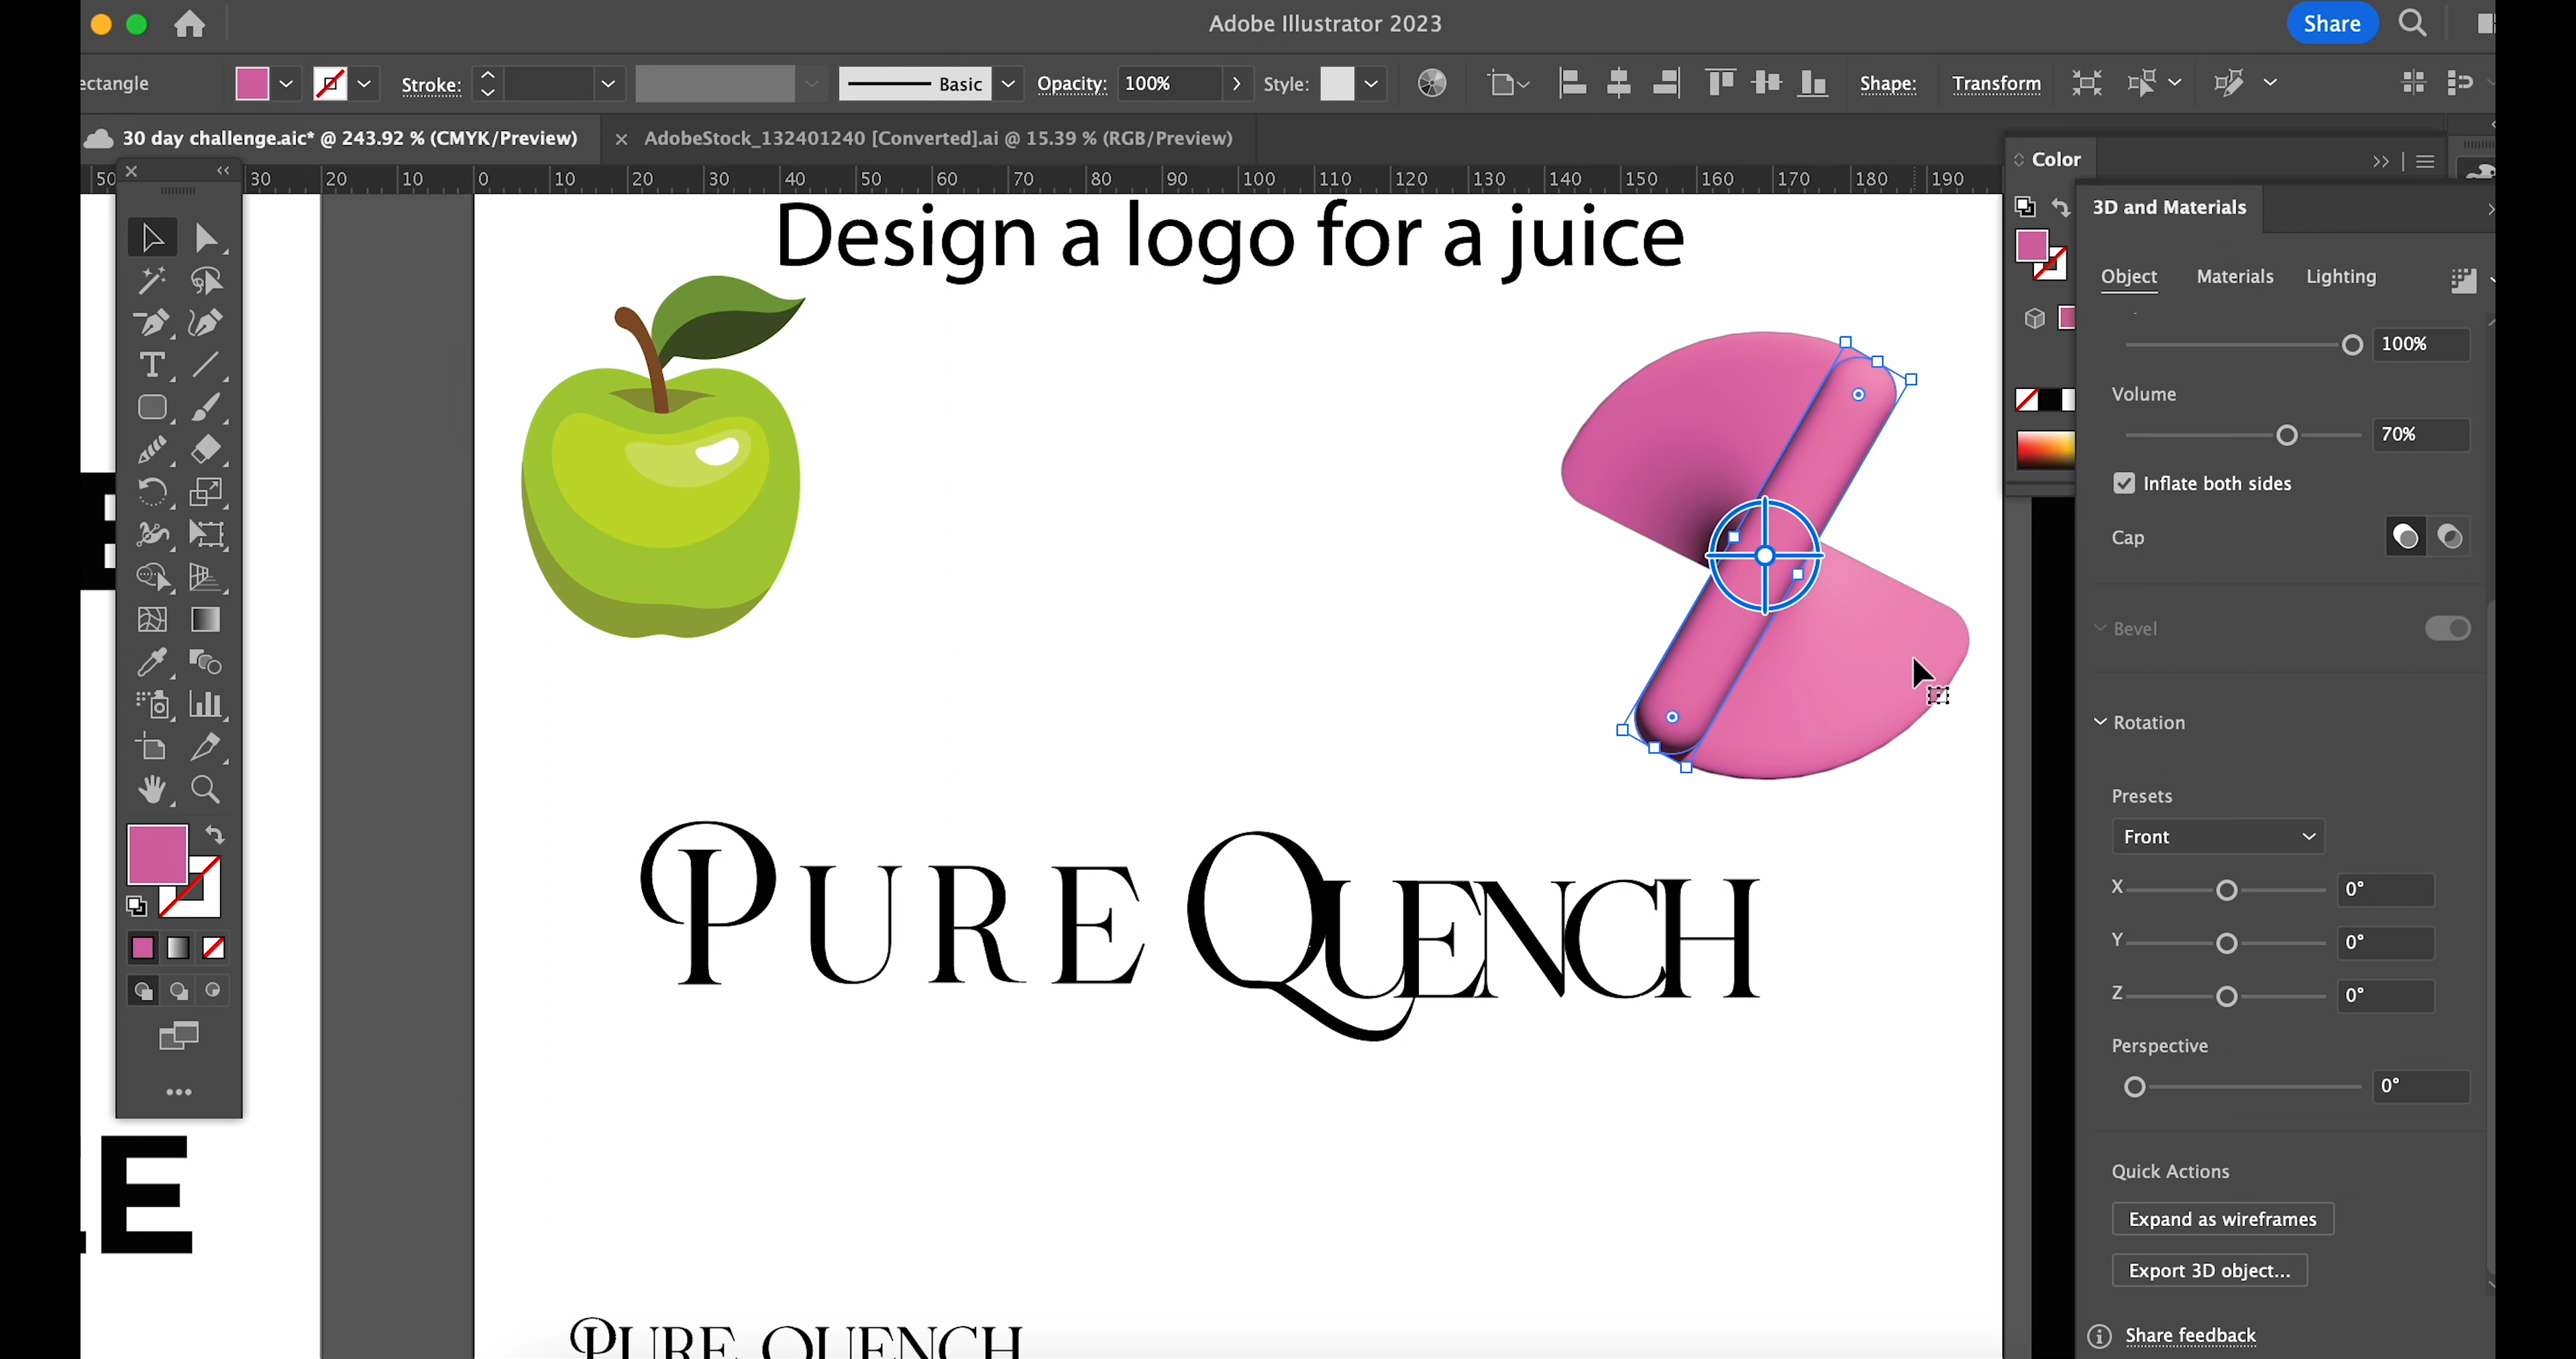 Adobe Illustrator 2023
Share
ectangle
Stroke:
Basic
Opacity: 100%
Style:
Shape:
Transform
30 day challenge.aic* @ 243.92 % (CMYK/Preview)
× AdobeStock_132401240 [Converted].ai @ 15.39 % (RGB/Preview)
50 30 20 10 0 10 20 30 40 50 60 70 80 90 100 110 120 130 140 150 160 170 180 190
Color
3D and Materials
Object Materials Lighting
100%
Volume
70%
Inflate both sides
Cap
Bevel
Rotation
Presets
Front
X 0°
Y 0°
Z 0°
Perspective
0°
Quick Actions
Expand as wireframes
Export 3D object...
Share feedback
Design a logo for a juice
PURE QUENCH
E
PURE QUENCH